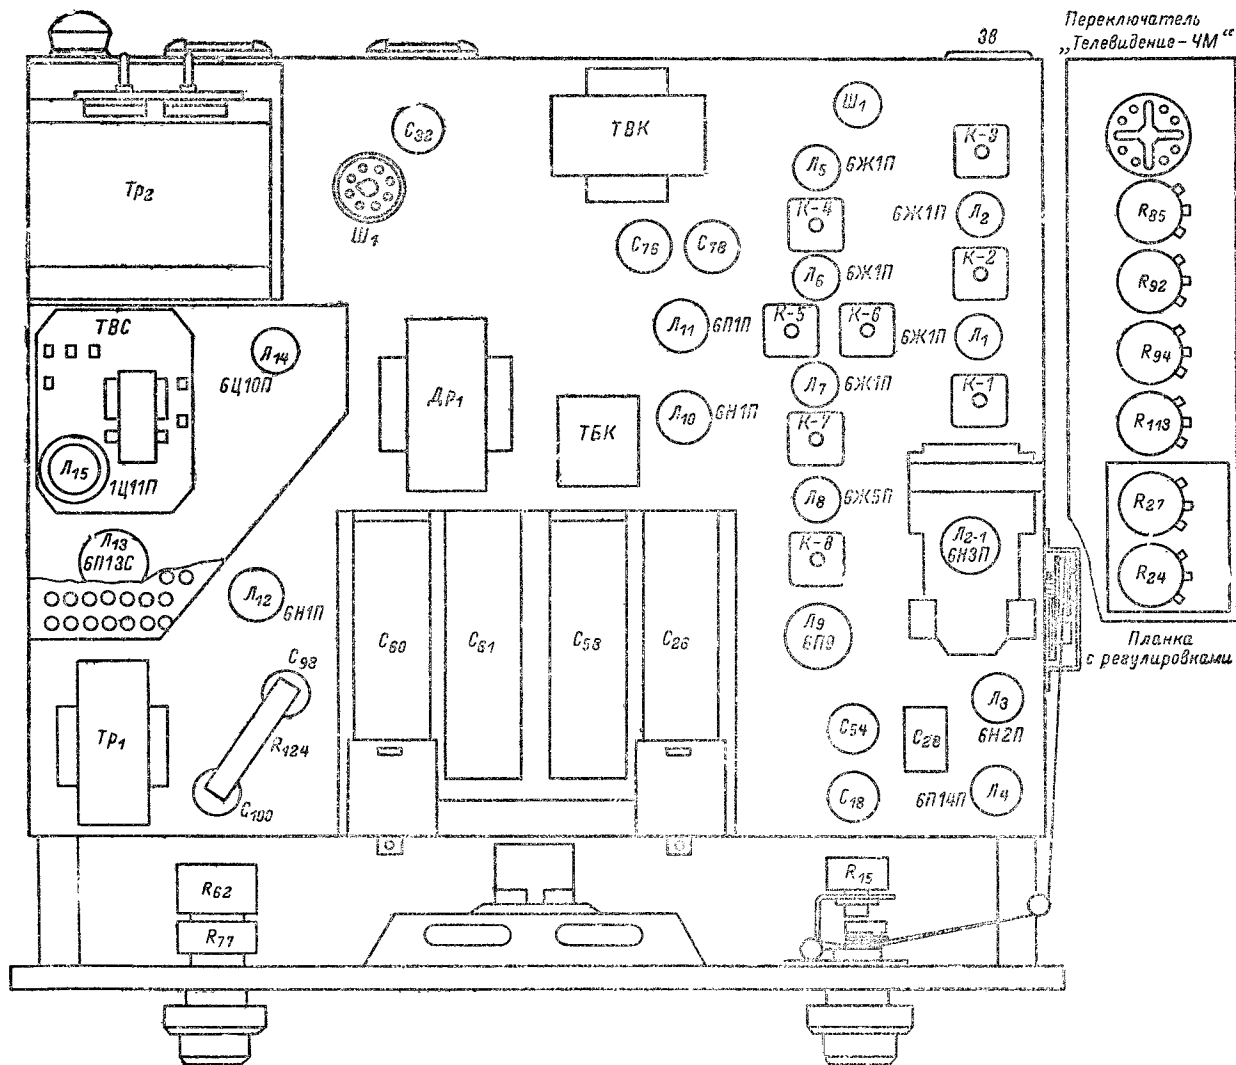 Переключатель
„Телевидение – ЧМ“
38
Ш1
ТВК
С32
К-3
Л5 6Ж1П
Тр2
Ш1
К-4
6Ж1П Л2
R85
С76 С78
К-2
Л6 6Ж1П
R92
ТВС
Л11 6П1П
К-5 К-6
6Ж1П Л1
Л14
6Ц10П
R94
Др1
Л7 6Ж1П
К-1
Л10 6Н1П
К-7
R113
ТБК
Л15
1Ц11П
Л8 6Ж5П
R27
Л13
6П13С
Л2-1
6Н3П
К-8
R24
Л12
6Н1П
Л9
6П9
С60 С61 С58 С26
Планка
с регулировками
С98
Л3
6Н2П
Тр1
R124
С54
С28
С100
С18
6П14П Л4
R62
R15
R77